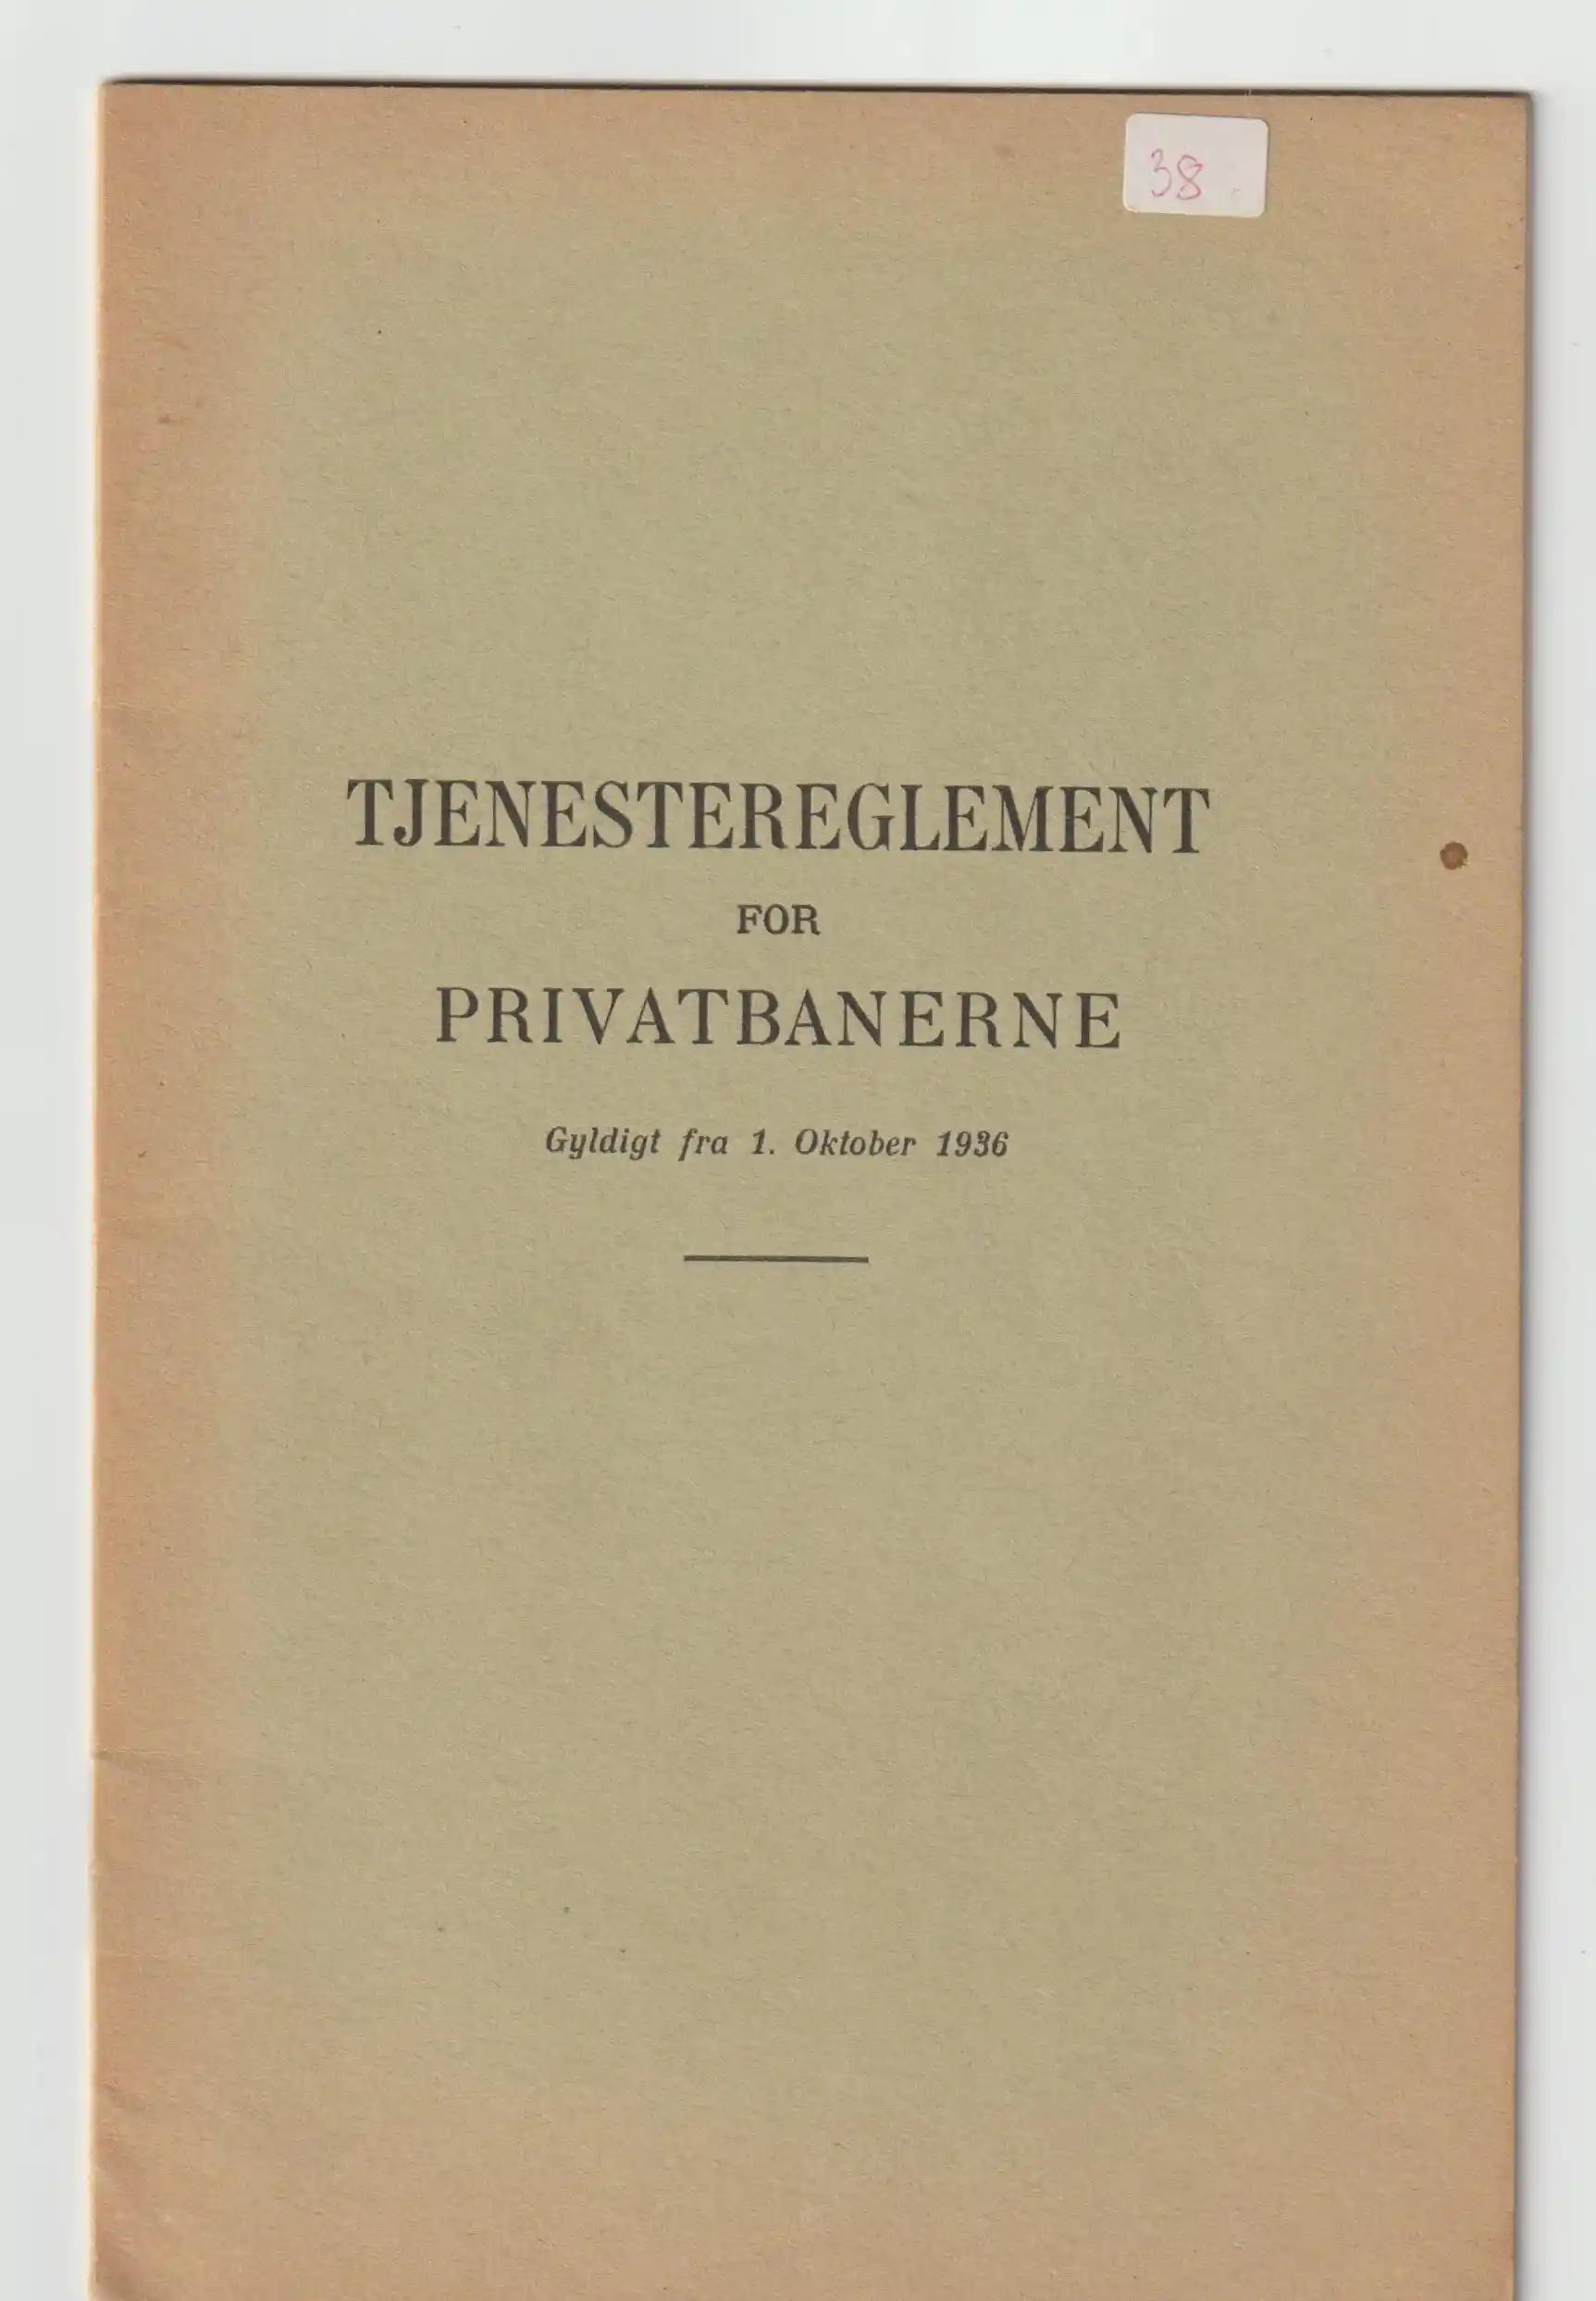 38
TJENESTEREGLEMENT
FOR
PRIVATBANERNE
Gyldigt fra 1. Oktober 1936